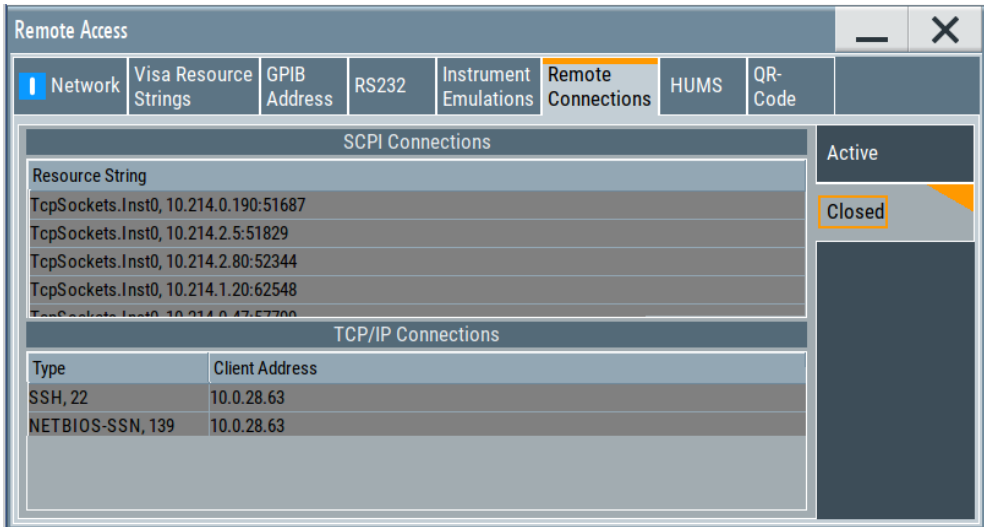 Remote Access
Network
Visa Resource Strings
GPIB Address
RS232
Instrument Emulations
Remote Connections
HUMS
QR-Code
SCPI Connections
Resource String
TcpSockets.Inst0, 10.214.0.190:51687
TcpSockets.Inst0, 10.214.2.5:51829
TcpSockets.Inst0, 10.214.2.80:52344
TcpSockets.Inst0, 10.214.1.20:62548
Active
Closed
TCP/IP Connections
Type Client Address
SSH, 22 10.0.28.63
NETBIOS-SSN, 139 10.0.28.63